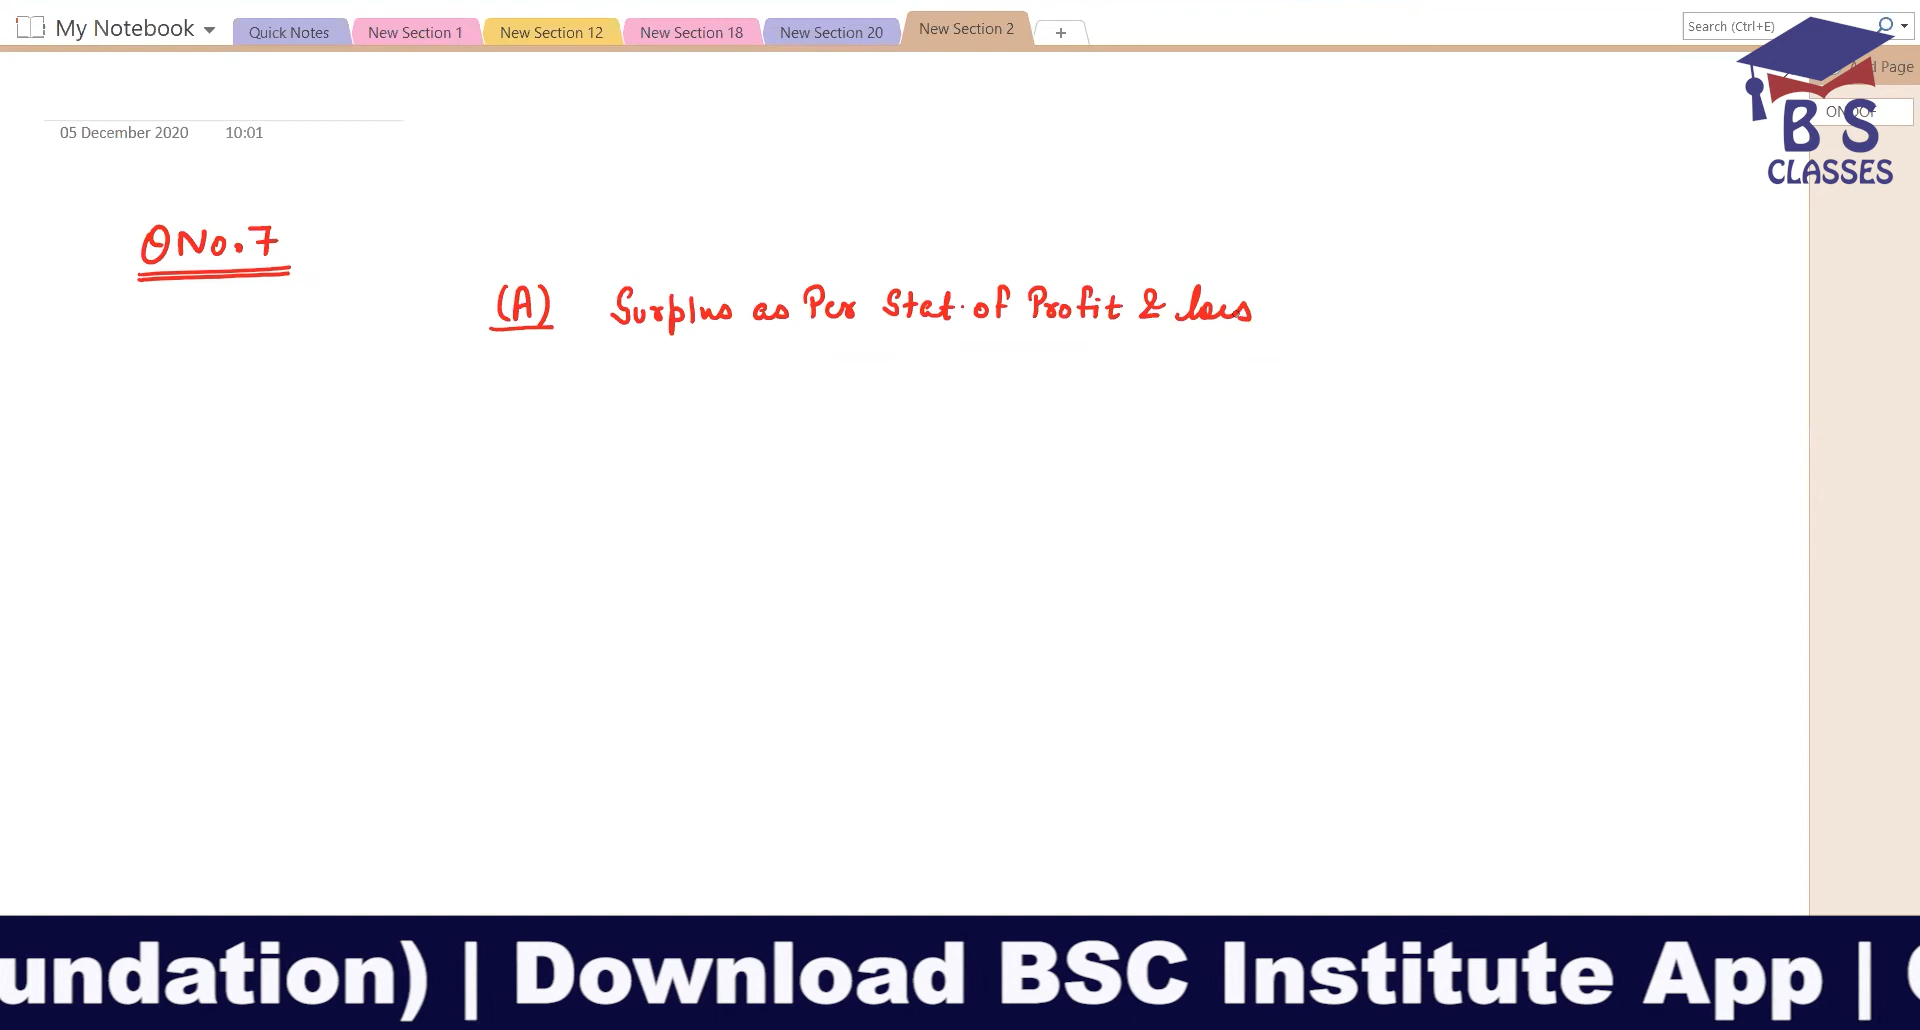 My Notebook
Quick Notes
New Section 1
New Section 12
New Section 18
New Section 20
New Section 2
+
Search (Ctrl+E)
Page
B S
CLASSES
05 December 2020 10:01
QNo.7
(A) Surplus as Per Stat. of Profit & loss
undation) | Download BSC Institute App |